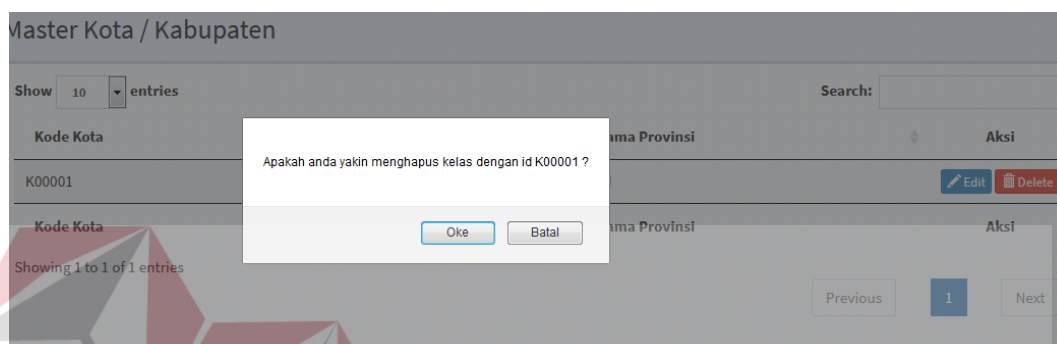 Master Kota / Kabupaten
Show 10 entries Search:
Kode Kota ama Provinsi Aksi
Apakah anda yakin menghapus kelas dengan id K00001 ?
K00001 Edit Delete
Oke Batal
Kode Kota ama Provinsi Aksi
Showing 1 to 1 of 1 entries
Previous 1 Next